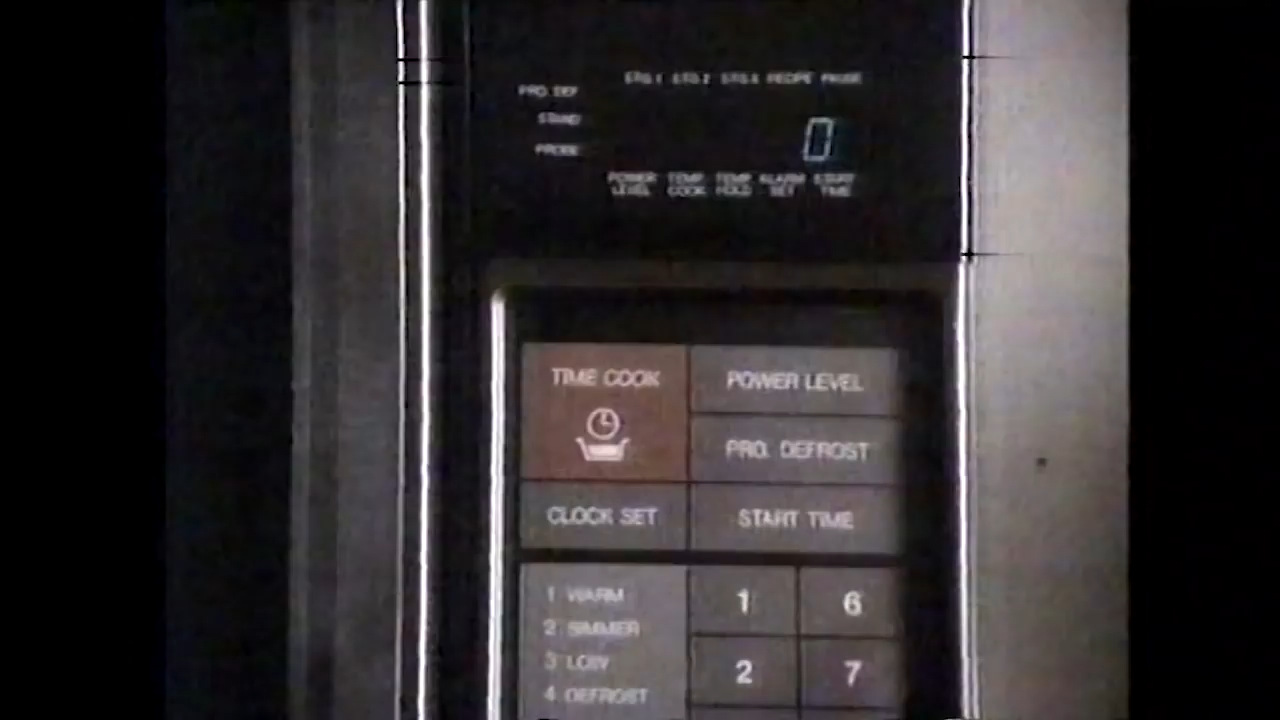 STG.1 STG.2 STG.3 RECIPE PAUSE
PRO. DEF
STAND
0
PROBE
POWER LEVEL TEMP COOK TEMP HOLD ALARM SET START TIME
TIME COOK
POWER LEVEL
PRO. DEFROST
CLOCK SET
START TIME
1 WARM
2 SIMMER
3 LOW
4 DEFROST
1 6
2 7